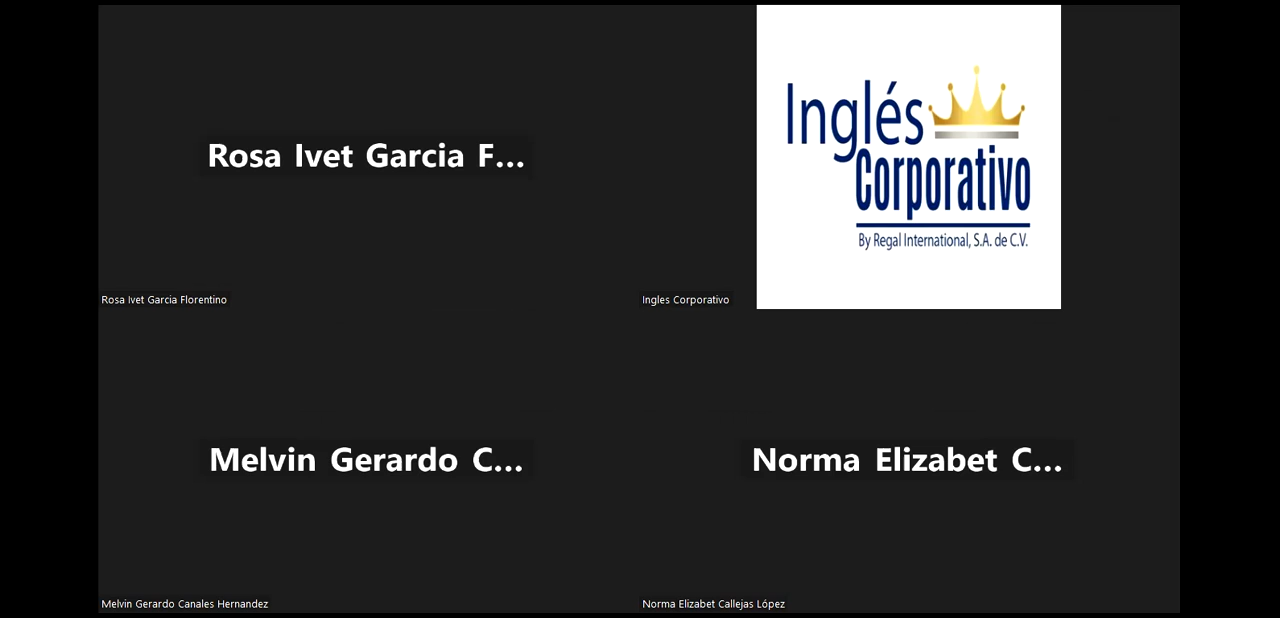 Rosa Ivet Garcia F...
Rosa Ivet Garcia Florentino
Inglés
Corporativo
By Regal International, S.A. de C.V.
Ingles Corporativo
Melvin Gerardo C...
Melvin Gerardo Canales Hernandez
Norma Elizabet C...
Norma Elizabet Callejas López